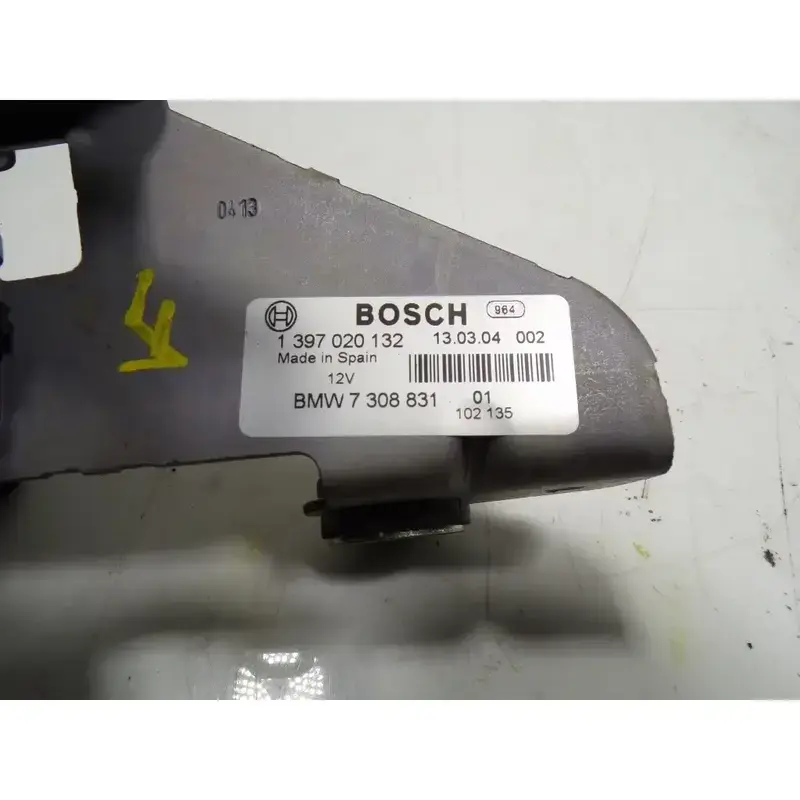 0413
BOSCH 964
1 397 020 132 13.03.04 002
Made in Spain
12V
BMW 7 308 831 01
102 135